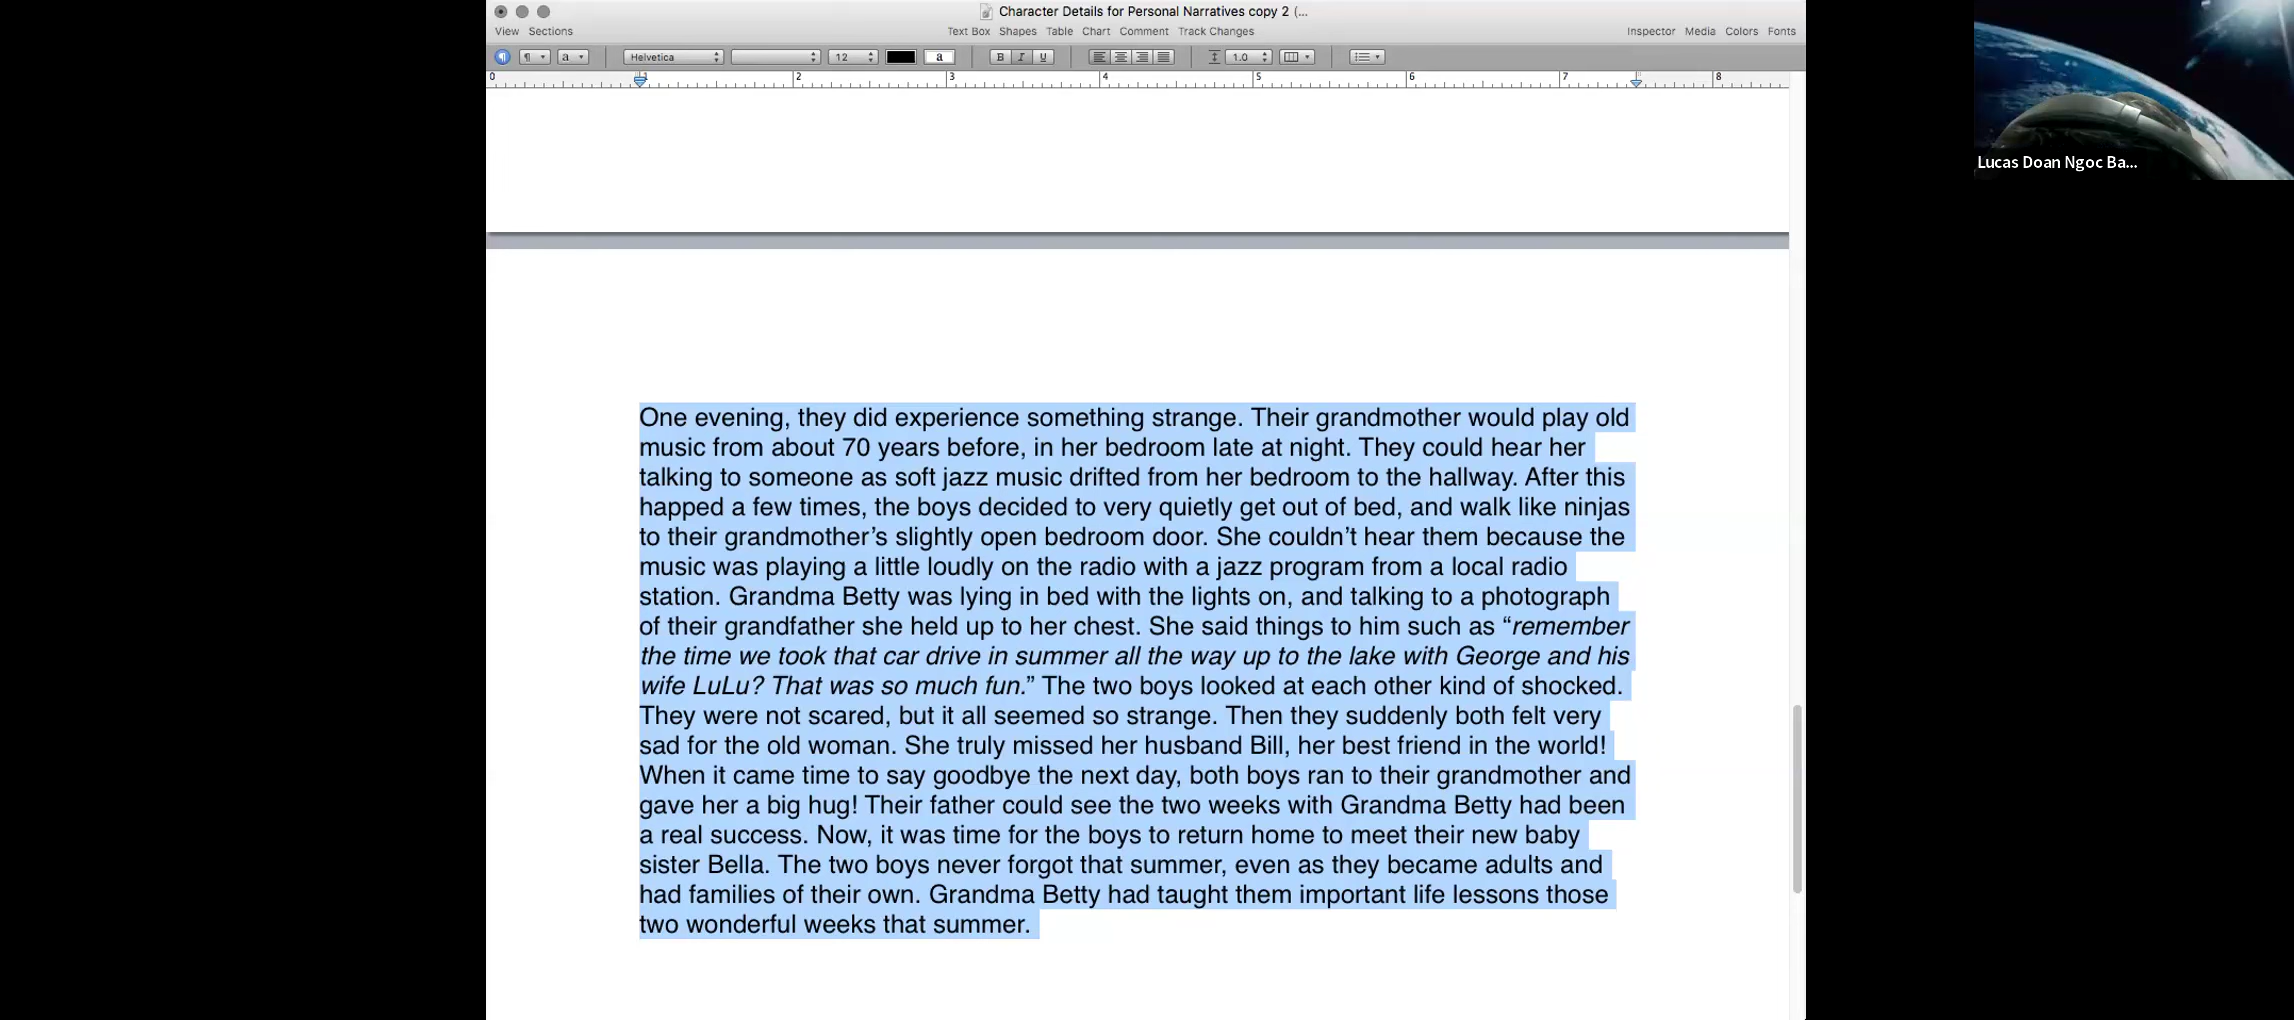 Character Details for Personal Narratives copy 2 (...
View Sections Text Box Shapes Table Chart Comment Track Changes Inspector Media Colors Fonts
¶ ¶ a Helvetica 12 a B I U 1.0
0 1 2 3 4 5 6 7 8
Lucas Doan Ngoc Ba...
One evening, they did experience something strange. Their grandmother would play old
music from about 70 years before, in her bedroom late at night. They could hear her
talking to someone as soft jazz music drifted from her bedroom to the hallway. After this
happed a few times, the boys decided to very quietly get out of bed, and walk like ninjas
to their grandmother’s slightly open bedroom door. She couldn’t hear them because the
music was playing a little loudly on the radio with a jazz program from a local radio
station. Grandma Betty was lying in bed with the lights on, and talking to a photograph
of their grandfather she held up to her chest. She said things to him such as “remember
the time we took that car drive in summer all the way up to the lake with George and his
wife LuLu? That was so much fun.” The two boys looked at each other kind of shocked.
They were not scared, but it all seemed so strange. Then they suddenly both felt very
sad for the old woman. She truly missed her husband Bill, her best friend in the world!
When it came time to say goodbye the next day, both boys ran to their grandmother and
gave her a big hug! Their father could see the two weeks with Grandma Betty had been
a real success. Now, it was time for the boys to return home to meet their new baby
sister Bella. The two boys never forgot that summer, even as they became adults and
had families of their own. Grandma Betty had taught them important life lessons those
two wonderful weeks that summer.